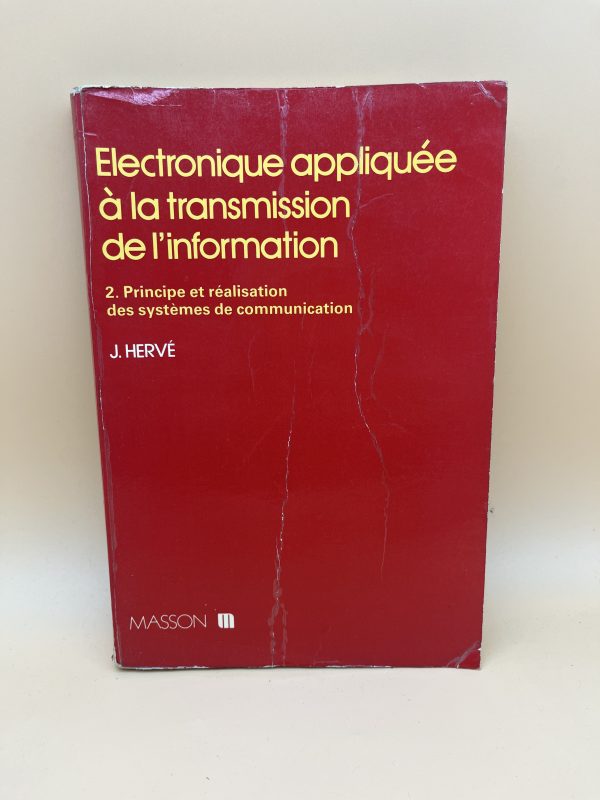 Electronique appliquée
à la transmission
de l'information
2. Principe et réalisation
des systèmes de communication
J. HERVÉ
MASSON m